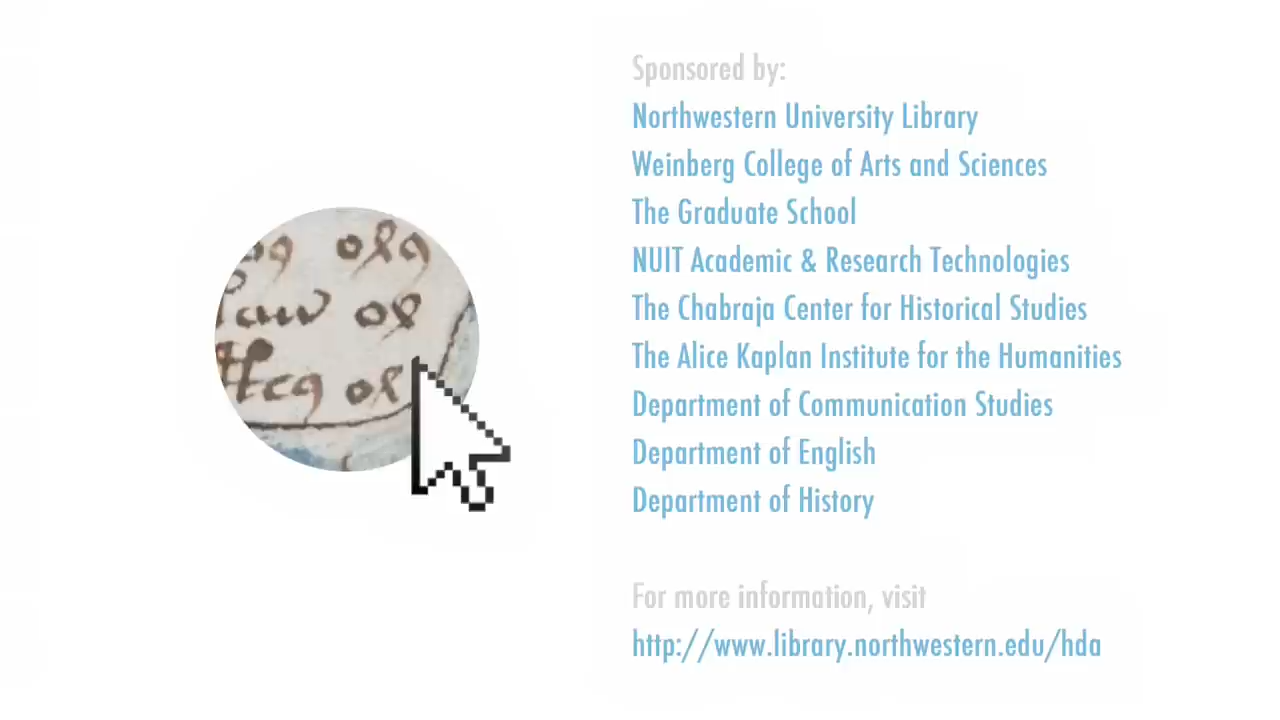 Sponsored by:
Northwestern University Library
Weinberg College of Arts and Sciences
The Graduate School
NUIT Academic & Research Technologies
The Chabraja Center for Historical Studies
The Alice Kaplan Institute for the Humanities
Department of Communication Studies
Department of English
Department of History
For more information, visit
http://www.library.northwestern.edu/hda